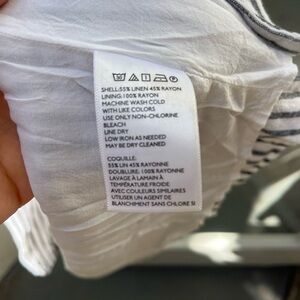 SHELL:55% LINEN 45% RAYON
LINING:100% RAYON
MACHINE WASH COLD
WITH LIKE COLORS
USE ONLY NON-CHLORINE
BLEACH
LINE DRY
LOW IRON AS NEEDED
MAY BE DRY CLEANED
COQUILLE:
55% LIN 45% RAYONNE
DOUBLURE: 100% RAYONNE
LAVAGE À LAMAIN À
TEMPÉRATURE FROIDE
AVEC COULEURS SIMILAIRES
UTILISER UN AGENT DE
BLANCHIMENT SANS CHLORE SI